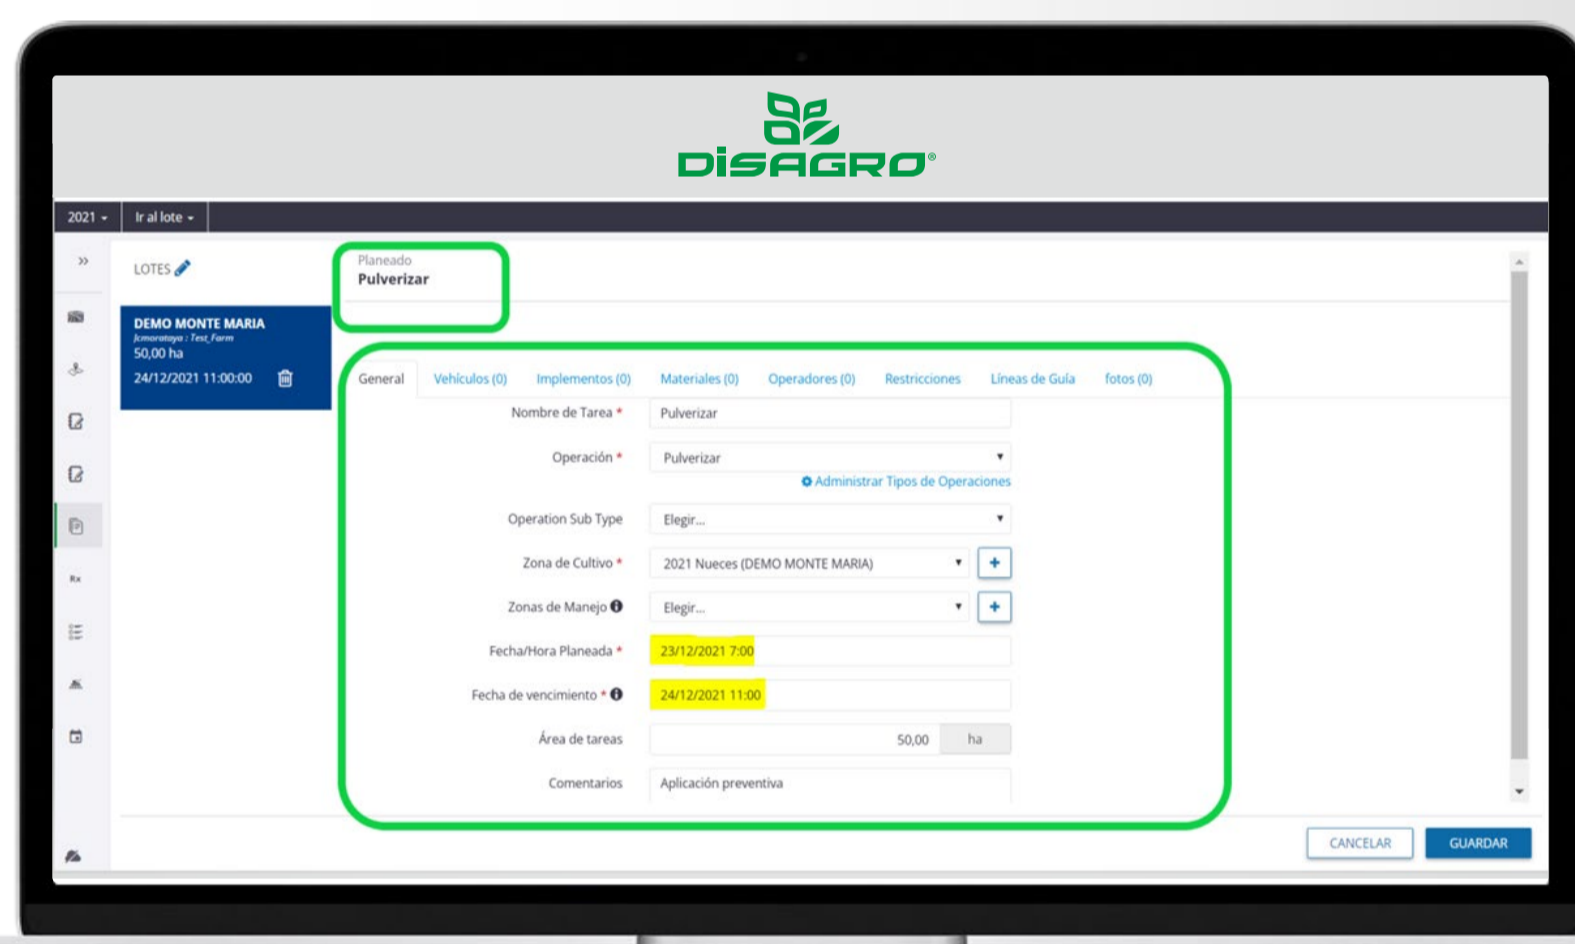 DISAGRO®
2021
Ir al lote
LOTES
Planeado
Pulverizar
DEMO MONTE MARIA
Jcmorataya : Test_Farm
50,00 ha
24/12/2021 11:00:00
General Vehículos (0) Implementos (0) Materiales (0) Operadores (0) Restricciones Líneas de Guía fotos (0)
Nombre de Tarea * Pulverizar
Operación * Pulverizar
Administrar Tipos de Operaciones
Operation Sub Type Elegir...
Zona de Cultivo * 2021 Nueces (DEMO MONTE MARIA) +
Zonas de Manejo Elegir... +
Fecha/Hora Planeada * 23/12/2021 7:00
Fecha de vencimiento * 24/12/2021 11:00
Área de tareas 50,00 ha
Comentarios Aplicación preventiva
Rx
CANCELAR GUARDAR